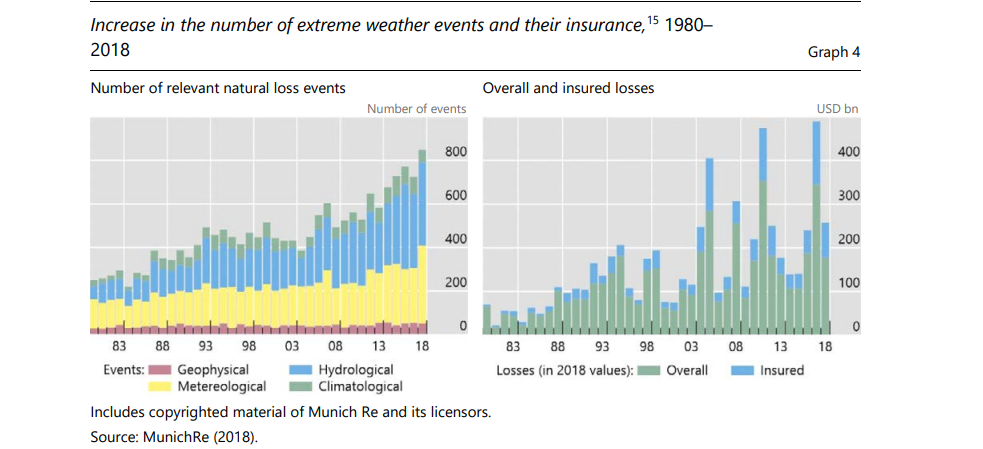 Increase in the number of extreme weather events and their insurance,15 1980–
2018
Graph 4
Number of relevant natural loss events
Number of events
800
600
400
200
0
83 88 93 98 03 08 13 18
Events: Geophysical Hydrological
Metereological Climatological
Overall and insured losses
USD bn
400
300
200
100
0
83 88 93 98 03 08 13 18
Losses (in 2018 values): Overall Insured
Includes copyrighted material of Munich Re and its licensors.
Source: MunichRe (2018).